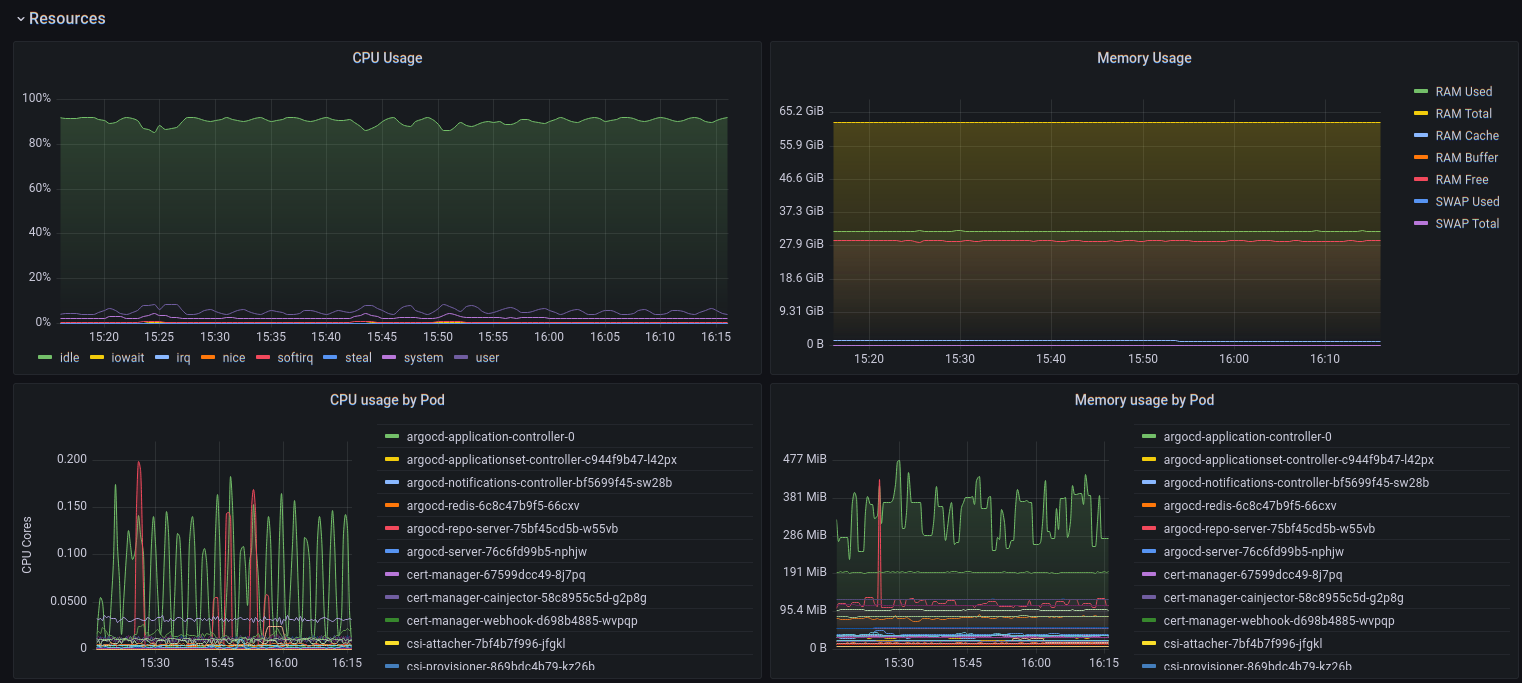 Resources
CPU Usage
100%
80%
60%
40%
20%
0%
15:20 15:25 15:30 15:35 15:40 15:45 15:50 15:55 16:00 16:05 16:10 16:15
idle iowait irq nice softirq steal system user
Memory Usage
65.2 GiB
55.9 GiB
46.6 GiB
37.3 GiB
27.9 GiB
18.6 GiB
9.31 GiB
0 B
15:20 15:30 15:40 15:50 16:00 16:10
RAM Used
RAM Total
RAM Cache
RAM Buffer
RAM Free
SWAP Used
SWAP Total
CPU usage by Pod
CPU Cores
0.200
0.150
0.100
0.0500
0
15:30 15:45 16:00 16:15
argocd-application-controller-0
argocd-applicationset-controller-c944f9b47-l42px
argocd-notifications-controller-bf5699f45-sw28b
argocd-redis-6c8c47b9f5-66cxv
argocd-repo-server-75bf45cd5b-w55vb
argocd-server-76c6fd99b5-nphjw
cert-manager-67599dcc49-8j7pq
cert-manager-cainjector-58c8955c5d-g2p8g
cert-manager-webhook-d698b4885-wvpqp
csi-attacher-7bf4b7f996-jfgkl
csi-provisioner-869bdc4b79-kz26b
Memory usage by Pod
477 MiB
381 MiB
286 MiB
191 MiB
95.4 MiB
0 B
15:30 15:45 16:00 16:15
argocd-application-controller-0
argocd-applicationset-controller-c944f9b47-l42px
argocd-notifications-controller-bf5699f45-sw28b
argocd-redis-6c8c47b9f5-66cxv
argocd-repo-server-75bf45cd5b-w55vb
argocd-server-76c6fd99b5-nphjw
cert-manager-67599dcc49-8j7pq
cert-manager-cainjector-58c8955c5d-g2p8g
cert-manager-webhook-d698b4885-wvpqp
csi-attacher-7bf4b7f996-jfgkl
csi-provisioner-869bdc4b79-kz26b